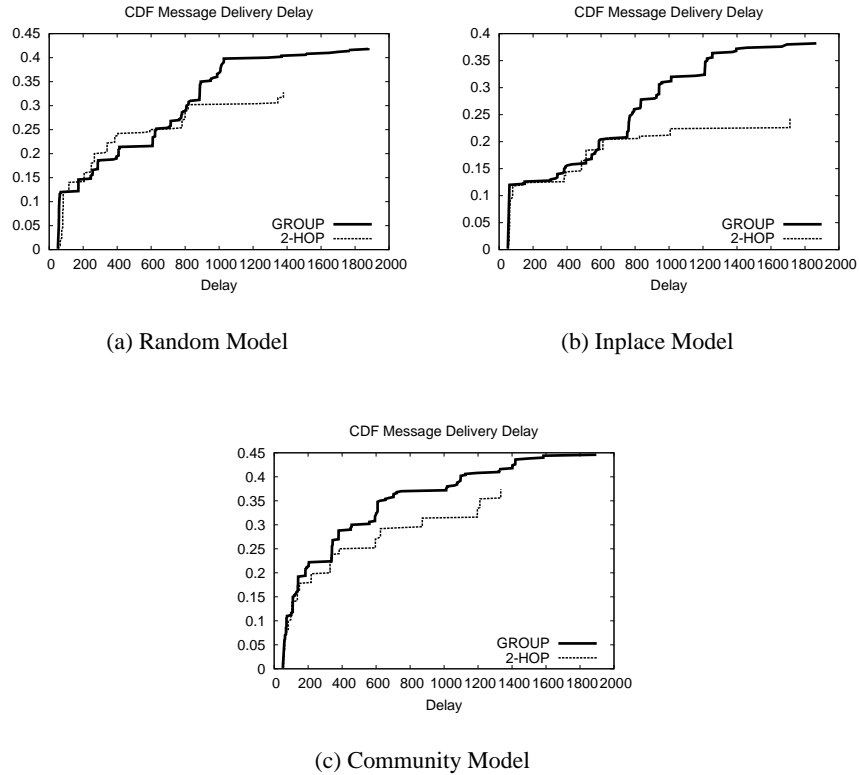 CDF Message Delivery Delay
0.45
0.4
0.35
0.3
0.25
0.2
0.15
0.1
0.05
0
GROUP
2-HOP
0 200 400 600 800 1000 1200 1400 1600 1800 2000
Delay
(a) Random Model
CDF Message Delivery Delay
0.4
0.35
0.3
0.25
0.2
0.15
0.1
0.05
0
GROUP
2-HOP
0 200 400 600 800 1000 1200 1400 1600 1800 2000
Delay
(b) Inplace Model
CDF Message Delivery Delay
0.45
0.4
0.35
0.3
0.25
0.2
0.15
0.1
0.05
0
GROUP
2-HOP
0 200 400 600 800 1000 1200 1400 1600 1800 2000
Delay
(c) Community Model